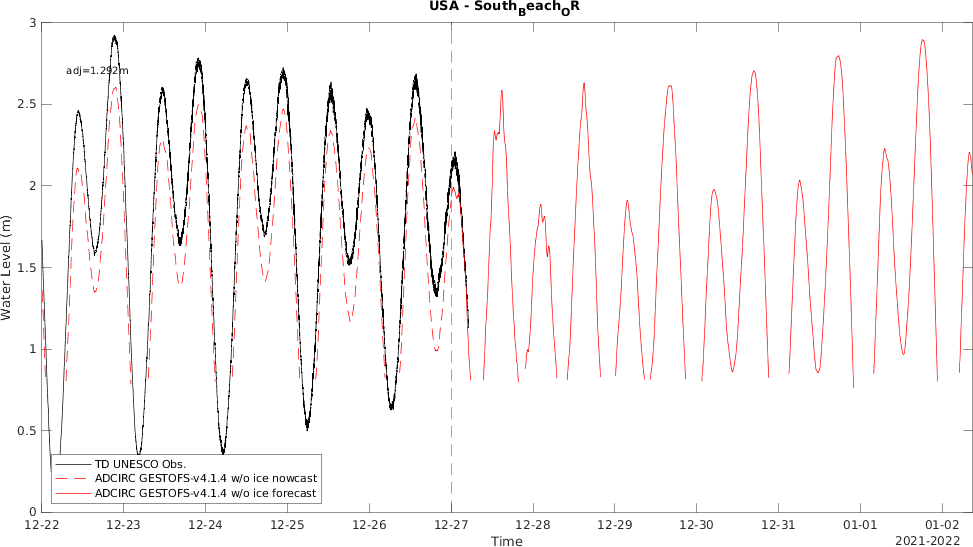 USA - South_Beach_OR
3
adj=1.292m
2.5
2
1.5
1
0.5
0
Water Level (m)
TD UNESCO Obs.
ADCIRC GESTOFS-v4.1.4 w/o ice nowcast
ADCIRC GESTOFS-v4.1.4 w/o ice forecast
12-22 12-23 12-24 12-25 12-26 12-27 12-28 12-29 12-30 12-31 01-01 01-02
Time
2021-2022